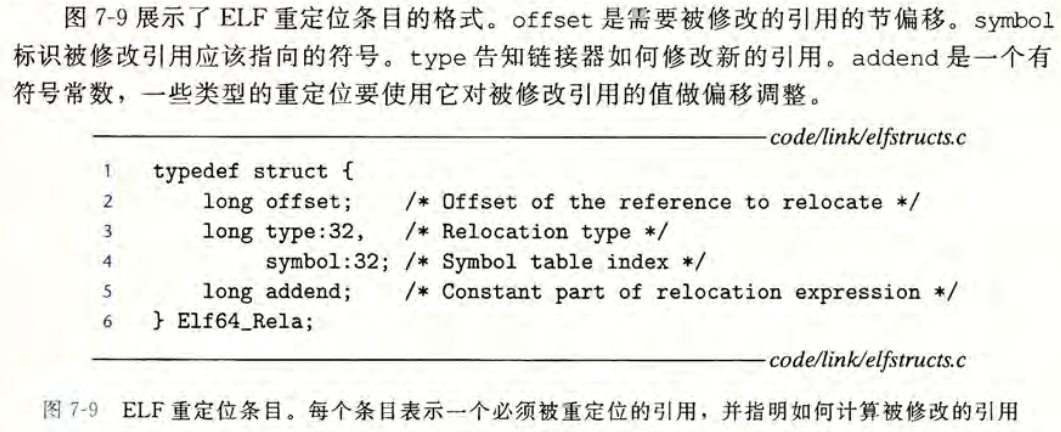 图 7-9 展示了 ELF 重定位条目的格式。offset 是需要被修改的引用的节偏移。symbol
标识被修改引用应该指向的符号。type 告知链接器如何修改新的引用。addend 是一个有
符号常数，一些类型的重定位要使用它对被修改引用的值做偏移调整。
code/link/elfstructs.c
1 typedef struct {
2 long offset; /* Offset of the reference to relocate */
3 long type:32, /* Relocation type */
4 symbol:32; /* Symbol table index */
5 long addend; /* Constant part of relocation expression */
6 } Elf64_Rela;
code/link/elfstructs.c
图 7-9 ELF 重定位条目。每个条目表示一个必须被重定位的引用，并指明如何计算被修改的引用